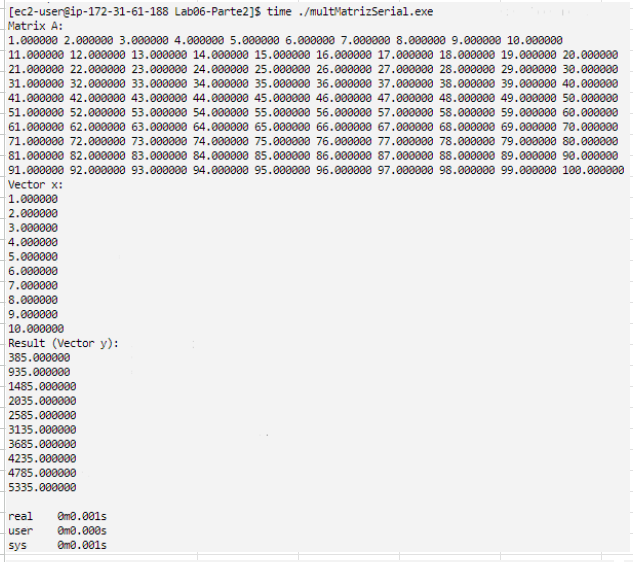 [ec2-user@ip-172-31-61-188 Lab06-Parte2]$ time ./multMatrizSerial.exe
Matrix A:
1.000000 2.000000 3.000000 4.000000 5.000000 6.000000 7.000000 8.000000 9.000000 10.000000
11.000000 12.000000 13.000000 14.000000 15.000000 16.000000 17.000000 18.000000 19.000000 20.000000
21.000000 22.000000 23.000000 24.000000 25.000000 26.000000 27.000000 28.000000 29.000000 30.000000
31.000000 32.000000 33.000000 34.000000 35.000000 36.000000 37.000000 38.000000 39.000000 40.000000
41.000000 42.000000 43.000000 44.000000 45.000000 46.000000 47.000000 48.000000 49.000000 50.000000
51.000000 52.000000 53.000000 54.000000 55.000000 56.000000 57.000000 58.000000 59.000000 60.000000
61.000000 62.000000 63.000000 64.000000 65.000000 66.000000 67.000000 68.000000 69.000000 70.000000
71.000000 72.000000 73.000000 74.000000 75.000000 76.000000 77.000000 78.000000 79.000000 80.000000
81.000000 82.000000 83.000000 84.000000 85.000000 86.000000 87.000000 88.000000 89.000000 90.000000
91.000000 92.000000 93.000000 94.000000 95.000000 96.000000 97.000000 98.000000 99.000000 100.000000
Vector x:
1.000000
2.000000
3.000000
4.000000
5.000000
6.000000
7.000000
8.000000
9.000000
10.000000
Result (Vector y):
385.000000
935.000000
1485.000000
2035.000000
2585.000000
3135.000000
3685.000000
4235.000000
4785.000000
5335.000000
real 0m0.001s
user 0m0.000s
sys 0m0.001s